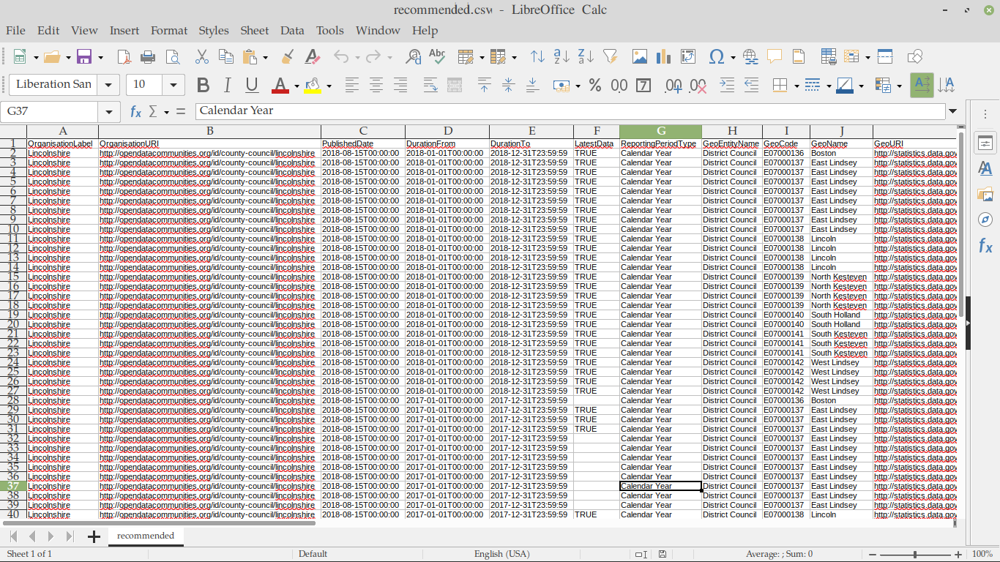 recommended.csv - LibreOffice Calc
File Edit View Insert Format Styles Sheet Data Tools Window Help
Liberation San 10
G37 Calendar Year
A B C D E F G H I J
1 OrganisationLabel OrganisationURI PublishedDate DurationFrom DurationTo LatestData ReportingPeriodType GeoEntityName GeoCode GeoName GeoURI
2 Lincolnshire http://opendatacommunities.org/id/county-council/lincolnshire 2018-08-15T00:00:00 2018-01-01T00:00:00 2018-12-31T23:59:59 TRUE Calendar Year District Council E07000136 Boston http://statistics.data.gov
3 Lincolnshire http://opendatacommunities.org/id/county-council/lincolnshire 2018-08-15T00:00:00 2018-01-01T00:00:00 2018-12-31T23:59:59 TRUE Calendar Year District Council E07000137 East Lindsey http://statistics.data.gov
4 Lincolnshire http://opendatacommunities.org/id/county-council/lincolnshire 2018-08-15T00:00:00 2018-01-01T00:00:00 2018-12-31T23:59:59 TRUE Calendar Year District Council E07000137 East Lindsey http://statistics.data.gov
5 Lincolnshire http://opendatacommunities.org/id/county-council/lincolnshire 2018-08-15T00:00:00 2018-01-01T00:00:00 2018-12-31T23:59:59 TRUE Calendar Year District Council E07000137 East Lindsey http://statistics.data.gov
6 Lincolnshire http://opendatacommunities.org/id/county-council/lincolnshire 2018-08-15T00:00:00 2018-01-01T00:00:00 2018-12-31T23:59:59 TRUE Calendar Year District Council E07000137 East Lindsey http://statistics.data.gov
7 Lincolnshire http://opendatacommunities.org/id/county-council/lincolnshire 2018-08-15T00:00:00 2018-01-01T00:00:00 2018-12-31T23:59:59 TRUE Calendar Year District Council E07000137 East Lindsey http://statistics.data.gov
8 Lincolnshire http://opendatacommunities.org/id/county-council/lincolnshire 2018-08-15T00:00:00 2018-01-01T00:00:00 2018-12-31T23:59:59 TRUE Calendar Year District Council E07000137 East Lindsey http://statistics.data.gov
9 Lincolnshire http://opendatacommunities.org/id/county-council/lincolnshire 2018-08-15T00:00:00 2018-01-01T00:00:00 2018-12-31T23:59:59 TRUE Calendar Year District Council E07000137 East Lindsey http://statistics.data.gov
10 Lincolnshire http://opendatacommunities.org/id/county-council/lincolnshire 2018-08-15T00:00:00 2018-01-01T00:00:00 2018-12-31T23:59:59 TRUE Calendar Year District Council E07000137 East Lindsey http://statistics.data.gov
11 Lincolnshire http://opendatacommunities.org/id/county-council/lincolnshire 2018-08-15T00:00:00 2018-01-01T00:00:00 2018-12-31T23:59:59 TRUE Calendar Year District Council E07000138 Lincoln http://statistics.data.gov
12 Lincolnshire http://opendatacommunities.org/id/county-council/lincolnshire 2018-08-15T00:00:00 2018-01-01T00:00:00 2018-12-31T23:59:59 TRUE Calendar Year District Council E07000138 Lincoln http://statistics.data.gov
13 Lincolnshire http://opendatacommunities.org/id/county-council/lincolnshire 2018-08-15T00:00:00 2018-01-01T00:00:00 2018-12-31T23:59:59 TRUE Calendar Year District Council E07000138 Lincoln http://statistics.data.gov
14 Lincolnshire http://opendatacommunities.org/id/county-council/lincolnshire 2018-08-15T00:00:00 2018-01-01T00:00:00 2018-12-31T23:59:59 TRUE Calendar Year District Council E07000138 Lincoln http://statistics.data.gov
15 Lincolnshire http://opendatacommunities.org/id/county-council/lincolnshire 2018-08-15T00:00:00 2018-01-01T00:00:00 2018-12-31T23:59:59 TRUE Calendar Year District Council E07000139 North Kesteven http://statistics.data.gov
16 Lincolnshire http://opendatacommunities.org/id/county-council/lincolnshire 2018-08-15T00:00:00 2018-01-01T00:00:00 2018-12-31T23:59:59 TRUE Calendar Year District Council E07000139 North Kesteven http://statistics.data.gov
17 Lincolnshire http://opendatacommunities.org/id/county-council/lincolnshire 2018-08-15T00:00:00 2018-01-01T00:00:00 2018-12-31T23:59:59 TRUE Calendar Year District Council E07000139 North Kesteven http://statistics.data.gov
18 Lincolnshire http://opendatacommunities.org/id/county-council/lincolnshire 2018-08-15T00:00:00 2018-01-01T00:00:00 2018-12-31T23:59:59 TRUE Calendar Year District Council E07000139 North Kesteven http://statistics.data.gov
19 Lincolnshire http://opendatacommunities.org/id/county-council/lincolnshire 2018-08-15T00:00:00 2018-01-01T00:00:00 2018-12-31T23:59:59 TRUE Calendar Year District Council E07000140 South Holland http://statistics.data.gov
20 Lincolnshire http://opendatacommunities.org/id/county-council/lincolnshire 2018-08-15T00:00:00 2018-01-01T00:00:00 2018-12-31T23:59:59 TRUE Calendar Year District Council E07000140 South Holland http://statistics.data.gov
21 Lincolnshire http://opendatacommunities.org/id/county-council/lincolnshire 2018-08-15T00:00:00 2018-01-01T00:00:00 2018-12-31T23:59:59 TRUE Calendar Year District Council E07000141 South Kesteven http://statistics.data.gov
22 Lincolnshire http://opendatacommunities.org/id/county-council/lincolnshire 2018-08-15T00:00:00 2018-01-01T00:00:00 2018-12-31T23:59:59 TRUE Calendar Year District Council E07000141 South Kesteven http://statistics.data.gov
23 Lincolnshire http://opendatacommunities.org/id/county-council/lincolnshire 2018-08-15T00:00:00 2018-01-01T00:00:00 2018-12-31T23:59:59 TRUE Calendar Year District Council E07000141 South Kesteven http://statistics.data.gov
24 Lincolnshire http://opendatacommunities.org/id/county-council/lincolnshire 2018-08-15T00:00:00 2018-01-01T00:00:00 2018-12-31T23:59:59 TRUE Calendar Year District Council E07000142 West Lindsey http://statistics.data.gov
25 Lincolnshire http://opendatacommunities.org/id/county-council/lincolnshire 2018-08-15T00:00:00 2018-01-01T00:00:00 2018-12-31T23:59:59 TRUE Calendar Year District Council E07000142 West Lindsey http://statistics.data.gov
26 Lincolnshire http://opendatacommunities.org/id/county-council/lincolnshire 2018-08-15T00:00:00 2018-01-01T00:00:00 2018-12-31T23:59:59 TRUE Calendar Year District Council E07000142 West Lindsey http://statistics.data.gov
27 Lincolnshire http://opendatacommunities.org/id/county-council/lincolnshire 2018-08-15T00:00:00 2018-01-01T00:00:00 2018-12-31T23:59:59 TRUE Calendar Year District Council E07000142 West Lindsey http://statistics.data.gov
28 Lincolnshire http://opendatacommunities.org/id/county-council/lincolnshire 2018-08-15T00:00:00 2017-01-01T00:00:00 2017-12-31T23:59:59 Calendar Year District Council E07000136 Boston http://statistics.data.gov
29 Lincolnshire http://opendatacommunities.org/id/county-council/lincolnshire 2018-08-15T00:00:00 2017-01-01T00:00:00 2017-12-31T23:59:59 TRUE Calendar Year District Council E07000137 East Lindsey http://statistics.data.gov
30 Lincolnshire http://opendatacommunities.org/id/county-council/lincolnshire 2018-08-15T00:00:00 2017-01-01T00:00:00 2017-12-31T23:59:59 TRUE Calendar Year District Council E07000137 East Lindsey http://statistics.data.gov
31 Lincolnshire http://opendatacommunities.org/id/county-council/lincolnshire 2018-08-15T00:00:00 2017-01-01T00:00:00 2017-12-31T23:59:59 TRUE Calendar Year District Council E07000137 East Lindsey http://statistics.data.gov
32 Lincolnshire http://opendatacommunities.org/id/county-council/lincolnshire 2018-08-15T00:00:00 2017-01-01T00:00:00 2017-12-31T23:59:59 Calendar Year District Council E07000137 East Lindsey http://statistics.data.gov
33 Lincolnshire http://opendatacommunities.org/id/county-council/lincolnshire 2018-08-15T00:00:00 2017-01-01T00:00:00 2017-12-31T23:59:59 Calendar Year District Council E07000137 East Lindsey http://statistics.data.gov
34 Lincolnshire http://opendatacommunities.org/id/county-council/lincolnshire 2018-08-15T00:00:00 2017-01-01T00:00:00 2017-12-31T23:59:59 Calendar Year District Council E07000137 East Lindsey http://statistics.data.gov
35 Lincolnshire http://opendatacommunities.org/id/county-council/lincolnshire 2018-08-15T00:00:00 2017-01-01T00:00:00 2017-12-31T23:59:59 Calendar Year District Council E07000137 East Lindsey http://statistics.data.gov
36 Lincolnshire http://opendatacommunities.org/id/county-council/lincolnshire 2018-08-15T00:00:00 2017-01-01T00:00:00 2017-12-31T23:59:59 Calendar Year District Council E07000137 East Lindsey http://statistics.data.gov
37 Lincolnshire http://opendatacommunities.org/id/county-council/lincolnshire 2018-08-15T00:00:00 2017-01-01T00:00:00 2017-12-31T23:59:59 Calendar Year District Council E07000137 East Lindsey http://statistics.data.gov
38 Lincolnshire http://opendatacommunities.org/id/county-council/lincolnshire 2018-08-15T00:00:00 2017-01-01T00:00:00 2017-12-31T23:59:59 Calendar Year District Council E07000137 East Lindsey http://statistics.data.gov
39 Lincolnshire http://opendatacommunities.org/id/county-council/lincolnshire 2018-08-15T00:00:00 2017-01-01T00:00:00 2017-12-31T23:59:59 Calendar Year District Council E07000137 East Lindsey http://statistics.data.gov
40 Lincolnshire http://opendatacommunities.org/id/county-council/lincolnshire 2018-08-15T00:00:00 2017-01-01T00:00:00 2017-12-31T23:59:59 TRUE Calendar Year District Council E07000138 Lincoln http://statistics.data.gov
recommended
Sheet 1 of 1 Default English (USA) Average: ; Sum: 0 100%